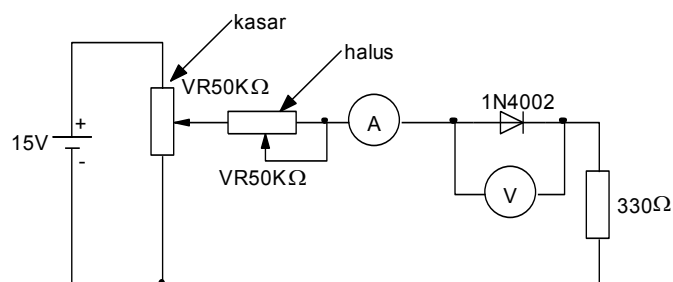 kasar
halus
VR50KΩ
1N4002
A
+
15V
-
VR50KΩ
V
330Ω